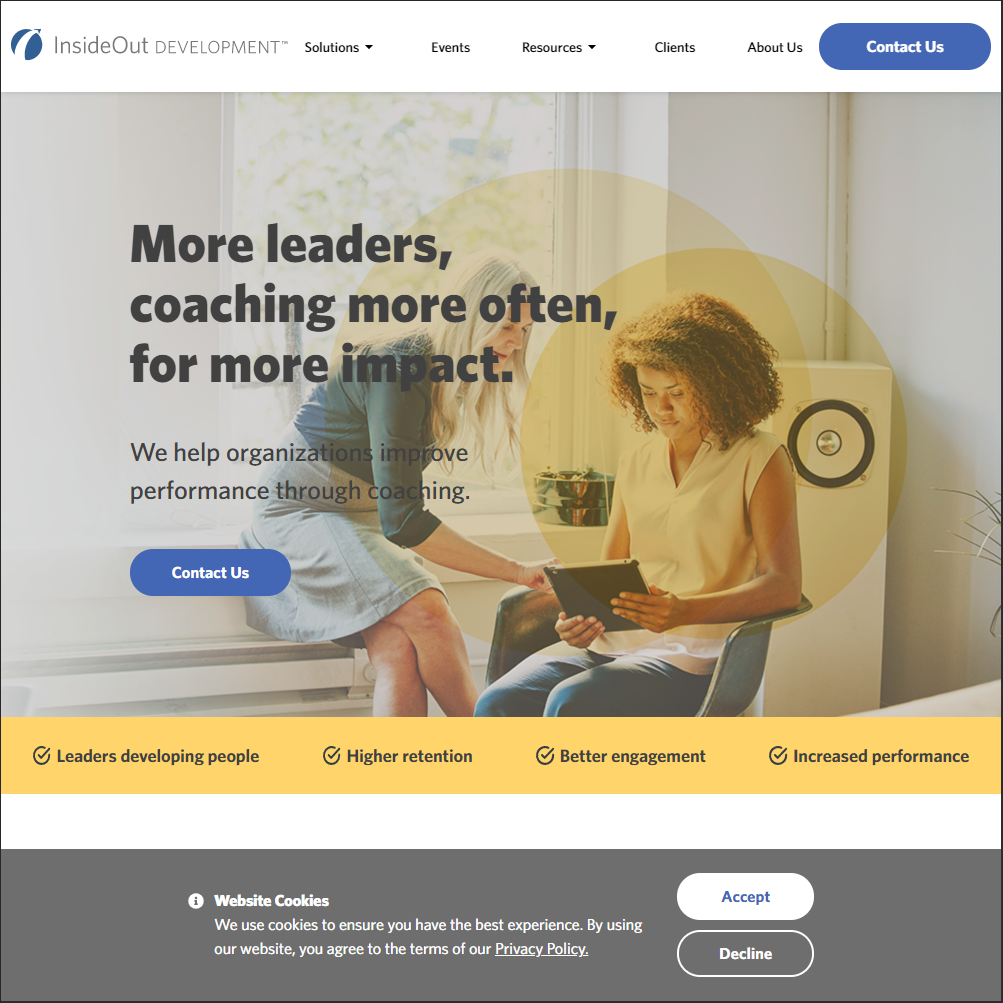 InsideOut DEVELOPMENT™
Solutions
Events
Resources
Clients
About Us
Contact Us
More leaders,
coaching more often,
for more impact.
We help organizations improve
performance through coaching.
Contact Us
Leaders developing people
Higher retention
Better engagement
Increased performance
Website Cookies
We use cookies to ensure you have the best experience. By using
our website, you agree to the terms of our Privacy Policy.
Accept
Decline